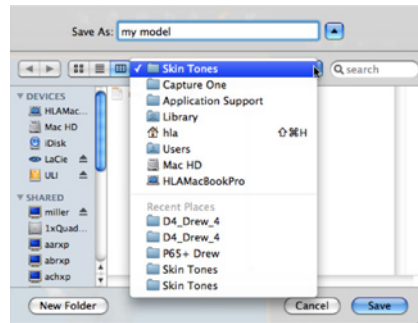 Save As: my model
Skin Tones
search
Capture One
Application Support
Library
hla ⇧⌘H
Users
Mac HD
HLAMacBookPro
Recent Places
D4_Drew_4
D4_Drew_4
P65+ Drew
Skin Tones
Skin Tones
DEVICES
HLAMac...
Mac HD
iDisk
LaCie
ULI
SHARED
miller
1xQuad...
aarxp
abrxp
achxp
New Folder
Cancel
Save